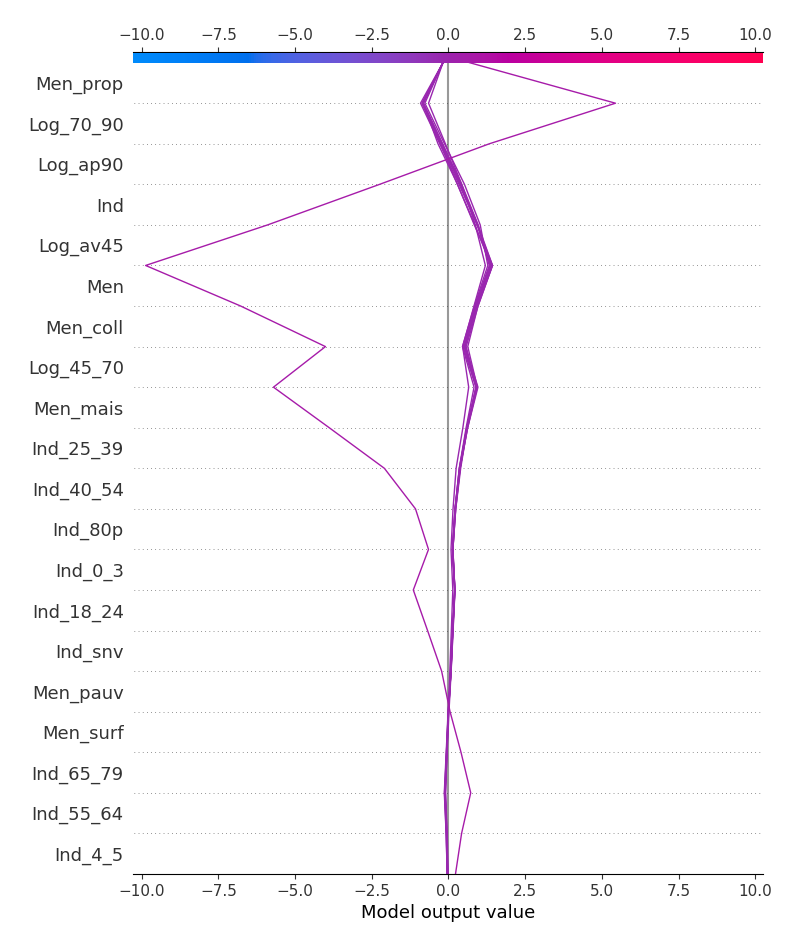 −10.0 −7.5 −5.0 −2.5 0.0 2.5 5.0 7.5 10.0
Men_prop
Log_70_90
Log_ap90
Ind
Log_av45
Men
Men_coll
Log_45_70
Men_mais
Ind_25_39
Ind_40_54
Ind_80p
Ind_0_3
Ind_18_24
Ind_snv
Men_pauv
Men_surf
Ind_65_79
Ind_55_64
Ind_4_5
−10.0 −7.5 −5.0 −2.5 0.0 2.5 5.0 7.5 10.0
Model output value